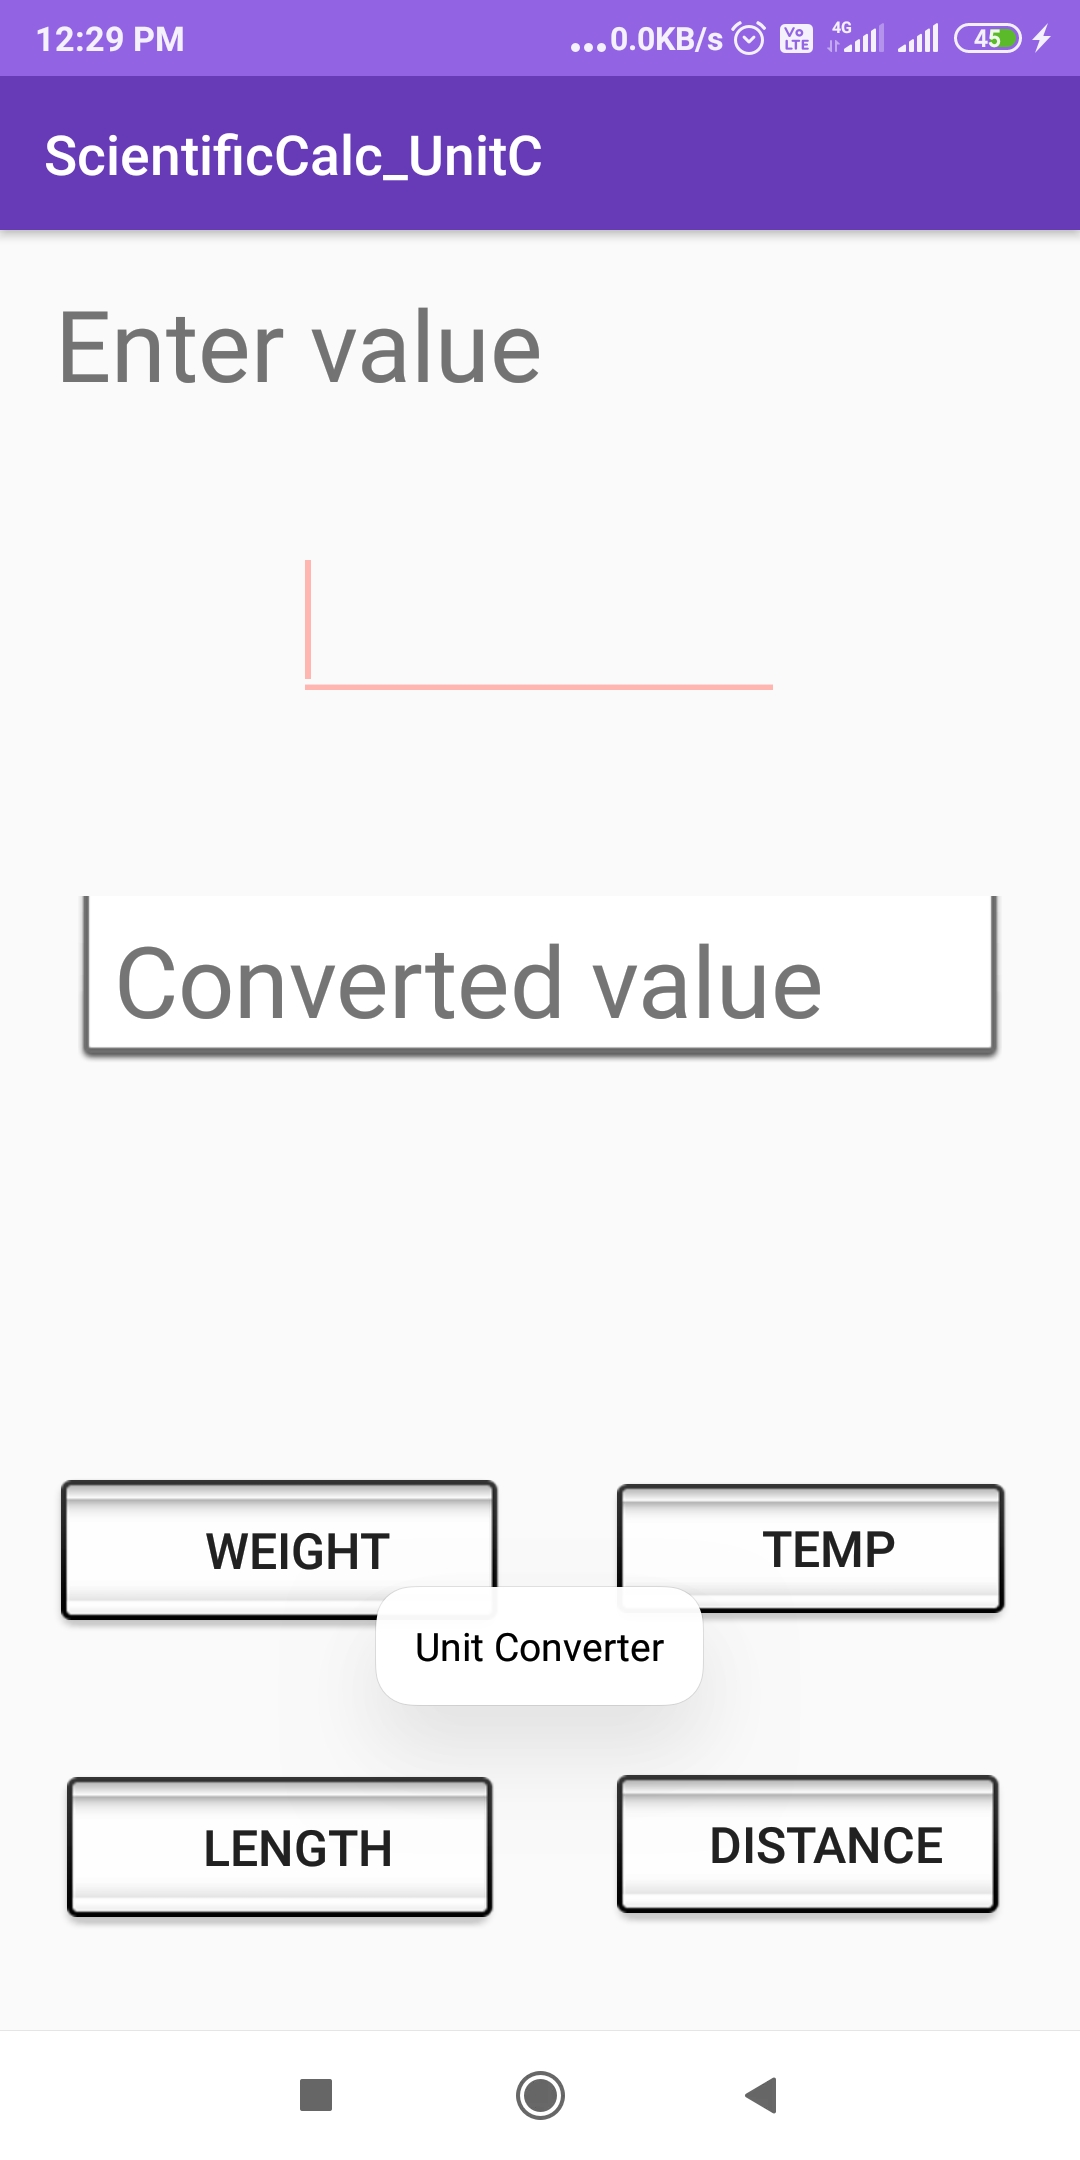 12:29 PM ...0.0KB/s Vo LTE 4G 45
ScientificCalc_UnitC
Enter value
Converted value
WEIGHT TEMP
Unit Converter
LENGTH DISTANCE